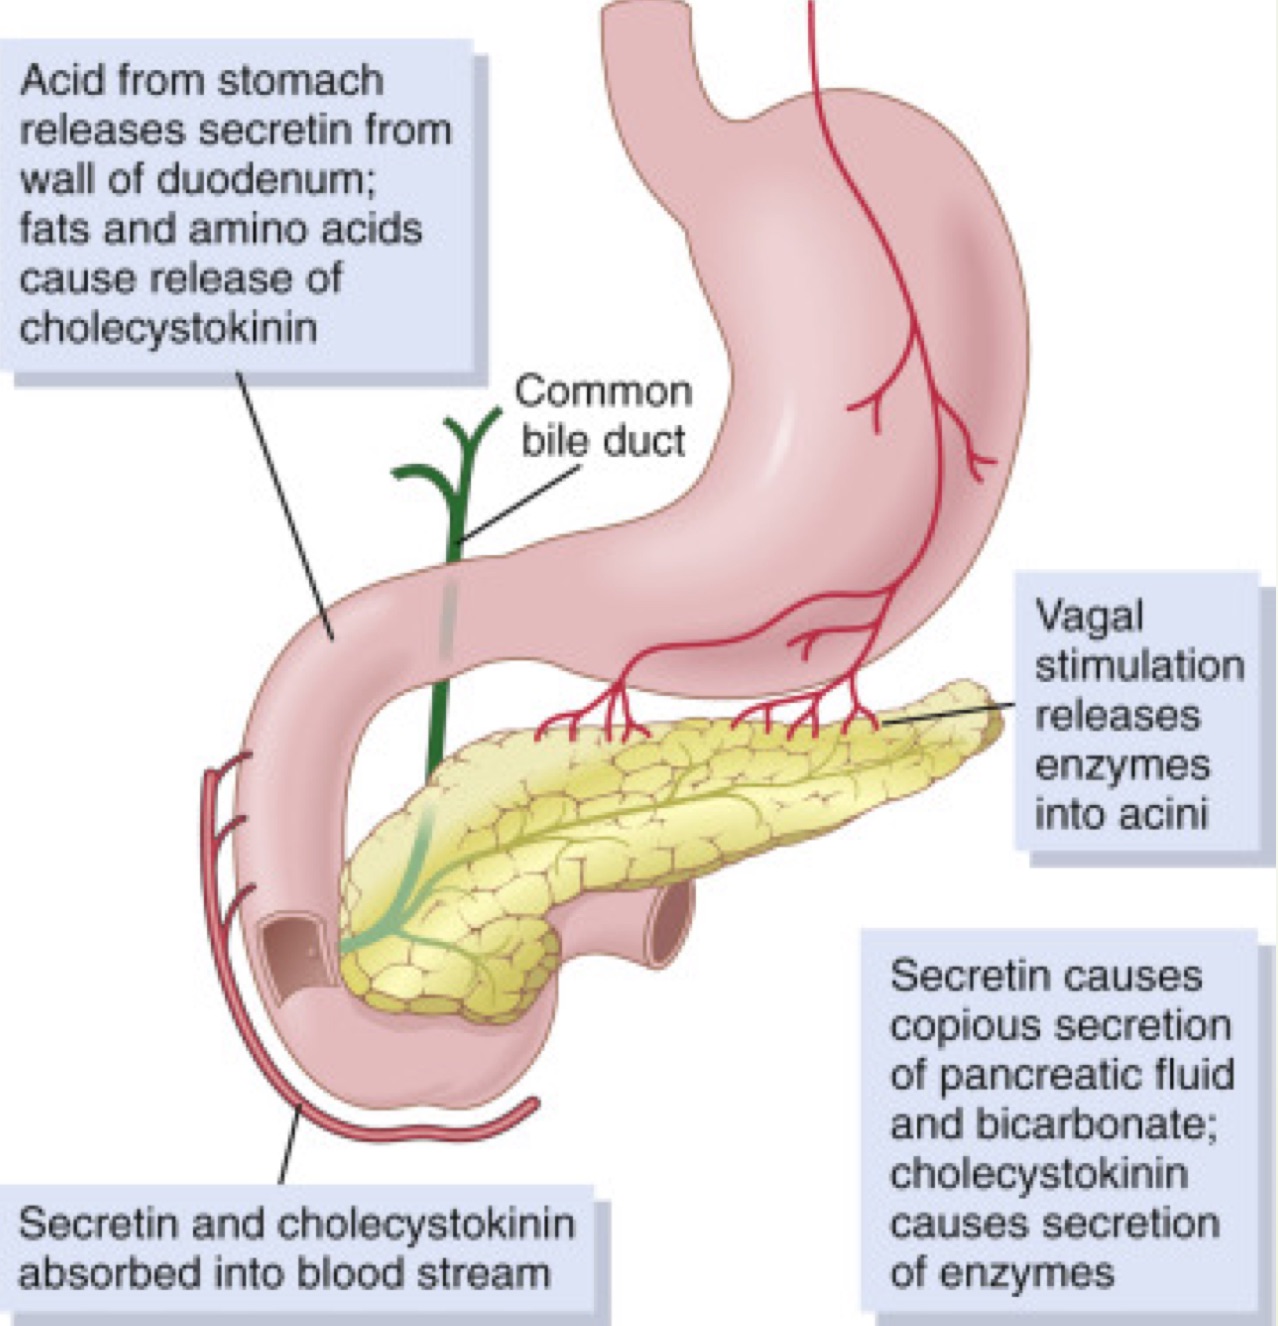 Acid from stomach
releases secretin from
wall of duodenum;
fats and amino acids
cause release of
cholecystokinin
Common
bile duct
Vagal
stimulation
releases
enzymes
into acini
Secretin causes
copious secretion
of pancreatic fluid
and bicarbonate;
cholecystokinin
causes secretion
of enzymes
Secretin and cholecystokinin
absorbed into blood stream